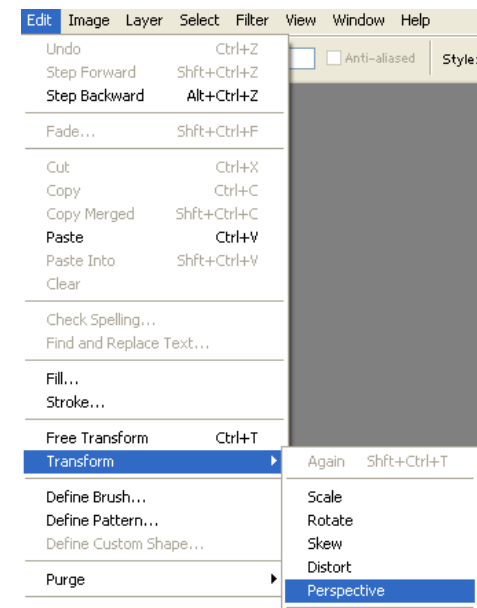 Edit Image Layer Select Filter View Window Help
Anti-aliased Style:
Undo Ctrl+Z
Step Forward Shft+Ctrl+Z
Step Backward Alt+Ctrl+Z
Fade... Shft+Ctrl+F
Cut Ctrl+X
Copy Ctrl+C
Copy Merged Shft+Ctrl+C
Paste Ctrl+V
Paste Into Shft+Ctrl+V
Clear
Check Spelling...
Find and Replace Text...
Fill...
Stroke...
Free Transform Ctrl+T
Transform
Again Shft+Ctrl+T
Define Brush...
Scale
Define Pattern...
Rotate
Define Custom Shape...
Skew
Distort
Purge
Perspective